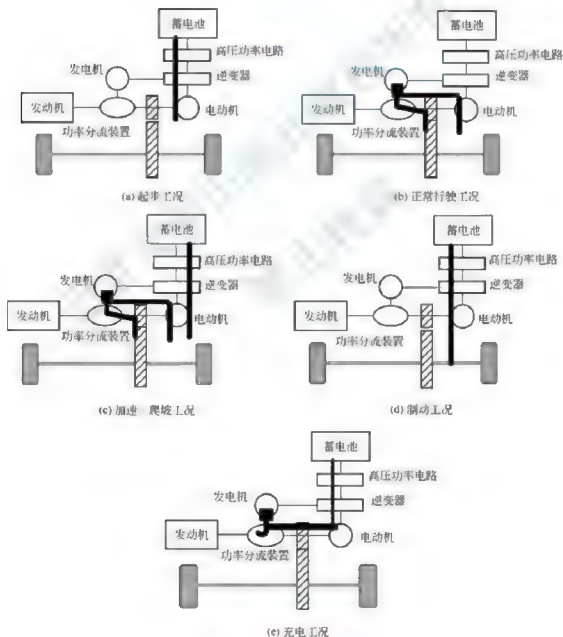 蓄电池
高压功率电路
发电机
逆变器
发动机
电动机
功率分流装置
(a) 起步工况
蓄电池
高压功率电路
发电机
逆变器
发动机
电动机
功率分流装置
(b) 正常行驶工况
蓄电池
高压功率电路
发电机
逆变器
发动机
电动机
功率分流装置
(c) 加速 爬坡工况
蓄电池
高压功率电路
发电机
逆变器
发动机
电动机
功率分流装置
(d) 制动工况
蓄电池
高压功率电路
发电机
逆变器
发动机
电动机
功率分流装置
(e) 充电工况